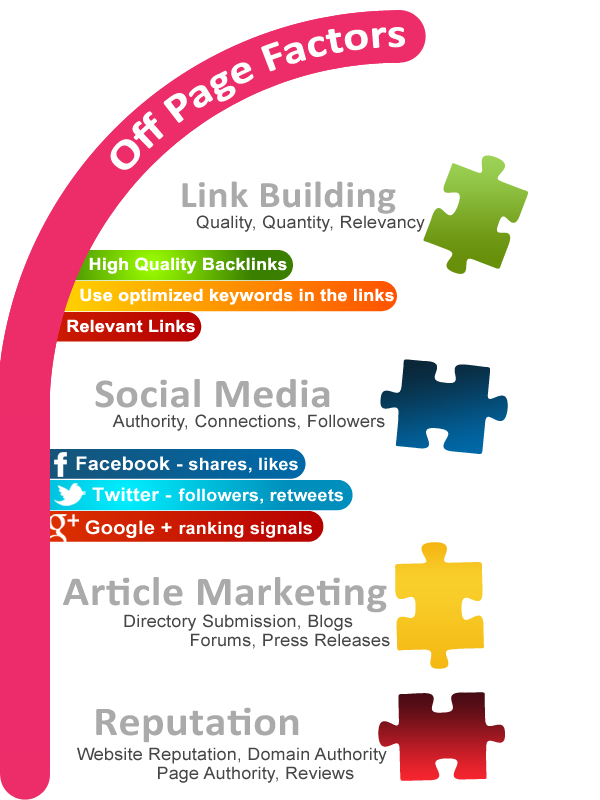 Off Page Factors
Link Building
Quality, Quantity, Relevancy
High Quality Backlinks
Use optimized keywords in the links
Relevant Links
Social Media
Authority, Connections, Followers
f Facebook - shares, likes
Twitter - followers, retweets
g+ Google + ranking signals
Article Marketing
Directory Submission, Blogs
Forums, Press Releases
Reputation
Website Reputation, Domain Authority
Page Authority, Reviews